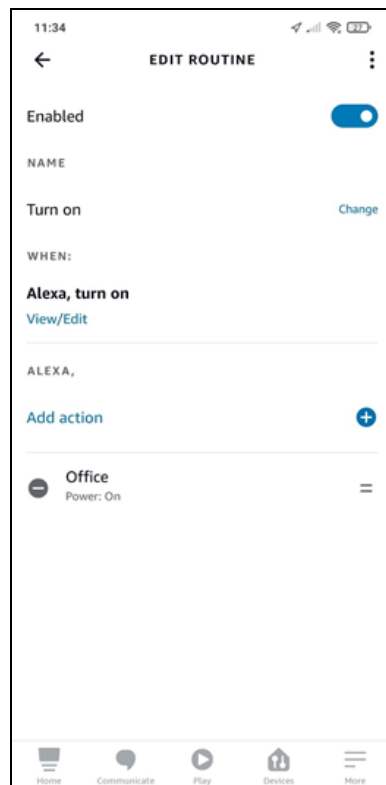 11:34
27
EDIT ROUTINE
Enabled
NAME
Turn on
Change
WHEN:
Alexa, turn on
View/Edit
ALEXA,
Add action
Office
Power: On
Home Communicate Play Devices More